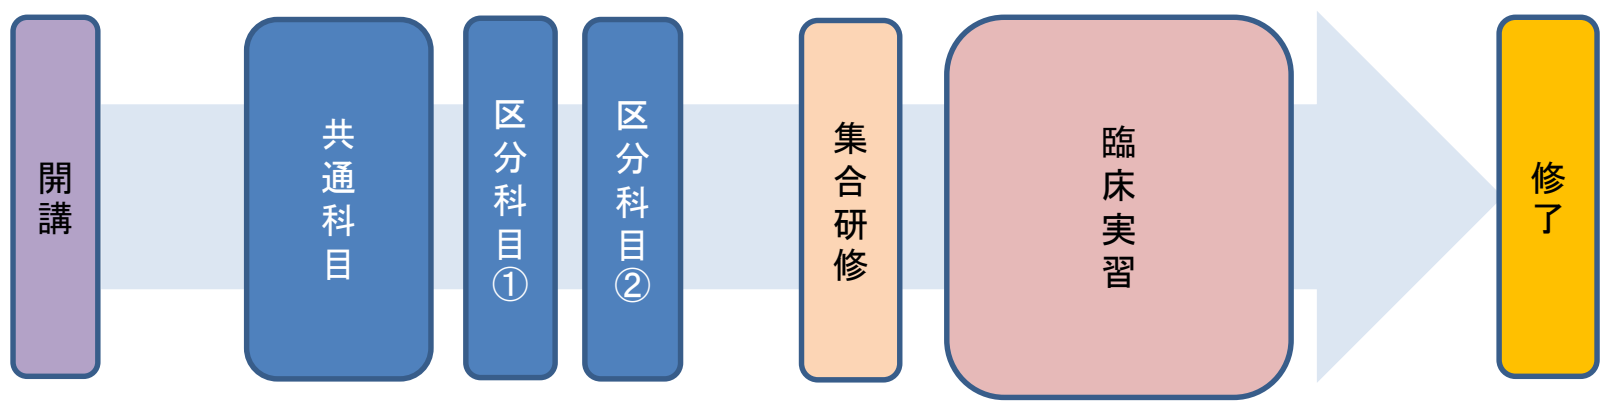 開講
共通科目
区分科目①
区分科目②
集合研修
臨床実習
修了